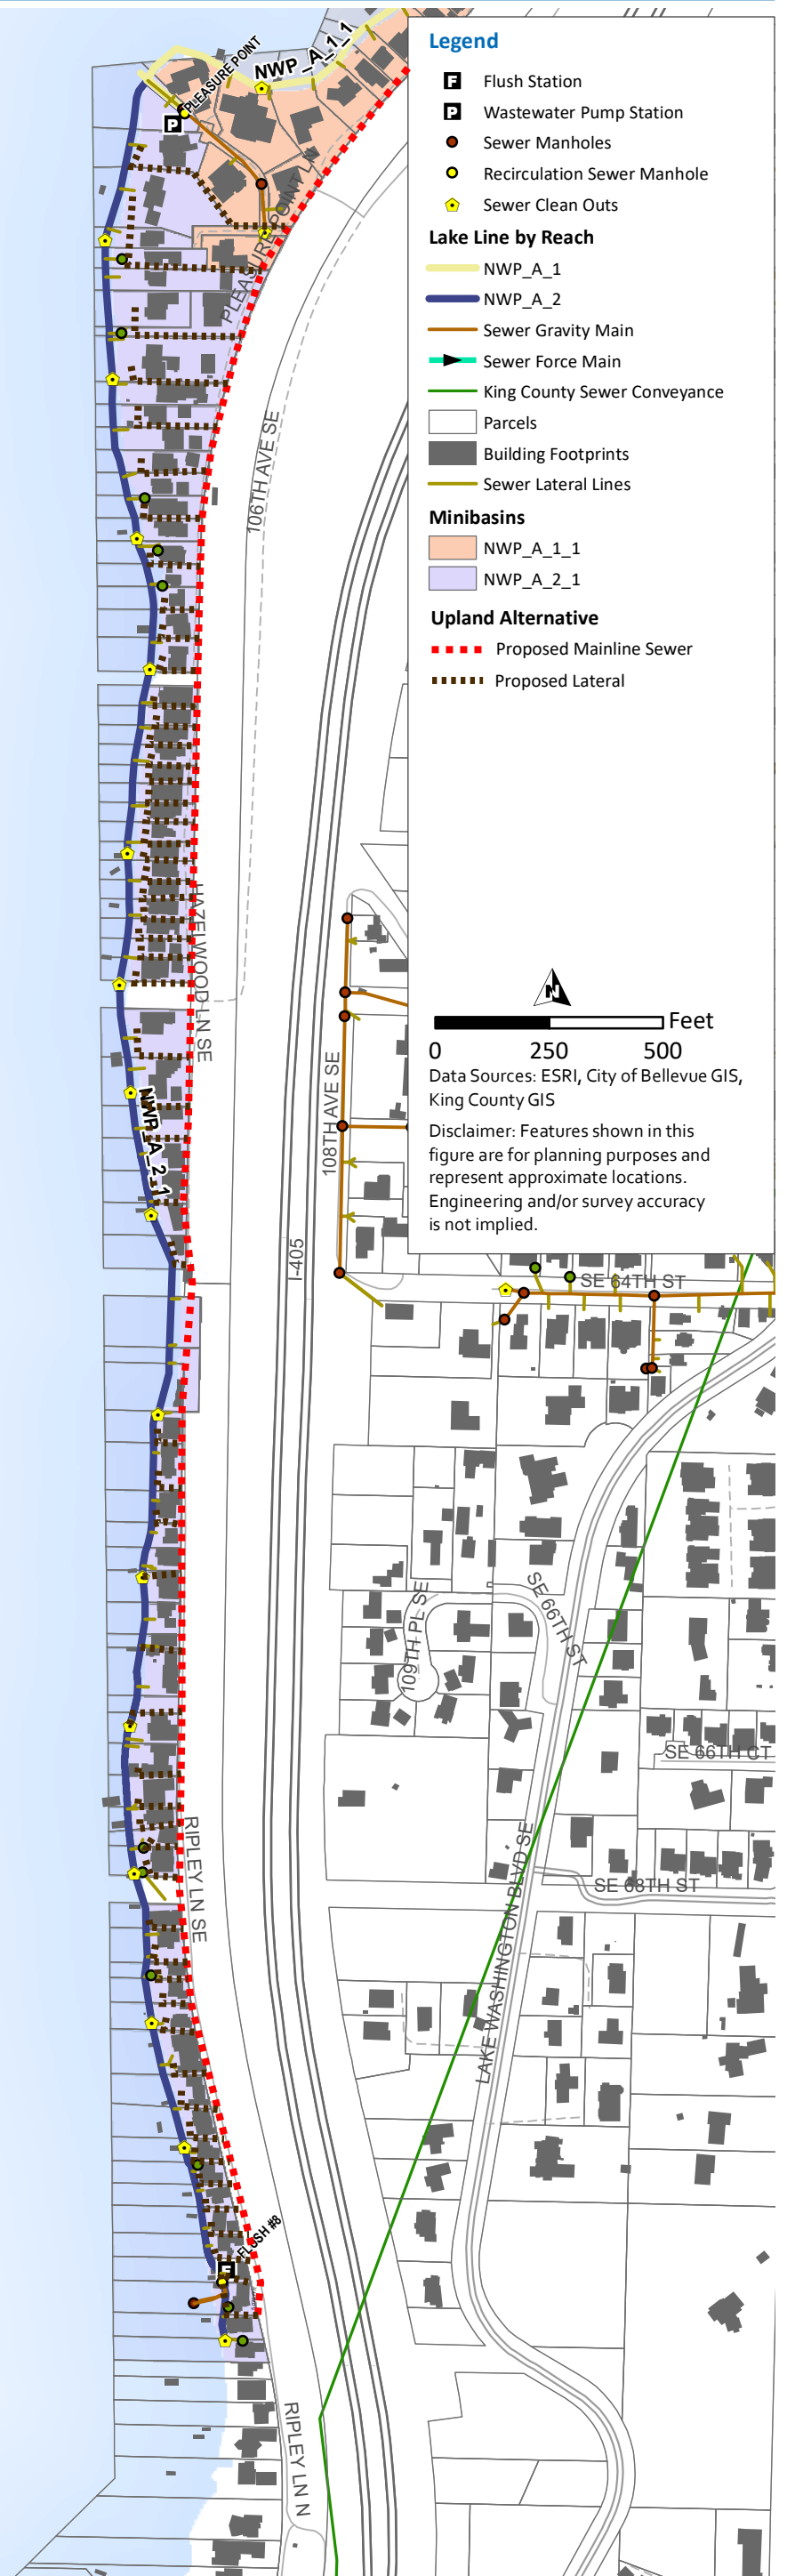 PLEASURE POINT
NWP_A_1_1
PLEASURE POINT LN
106TH AVE SE
HAZELWOOD LN SE
NWP_A_2_1
108TH AVE SE
I-405
Legend
F Flush Station
P Wastewater Pump Station
Sewer Manholes
Recirculation Sewer Manhole
Sewer Clean Outs
Lake Line by Reach
NWP_A_1
NWP_A_2
Sewer Gravity Main
Sewer Force Main
King County Sewer Conveyance
Parcels
Building Footprints
Sewer Lateral Lines
Minibasins
NWP_A_1_1
NWP_A_2_1
Upland Alternative
Proposed Mainline Sewer
Proposed Lateral
N
Feet
0 250 500
Data Sources: ESRI, City of Bellevue GIS,
King County GIS
Disclaimer: Features shown in this
figure are for planning purposes and
represent approximate locations.
Engineering and/or survey accuracy
is not implied.
P
SE 64TH ST
SE 66TH ST
109TH PL SE
SE 66TH CT
RIPLEY LN SE
LAKE WASHINGTON BLVD SE
SE 68TH ST
FLUSH #8
F
RIPLEY LN N